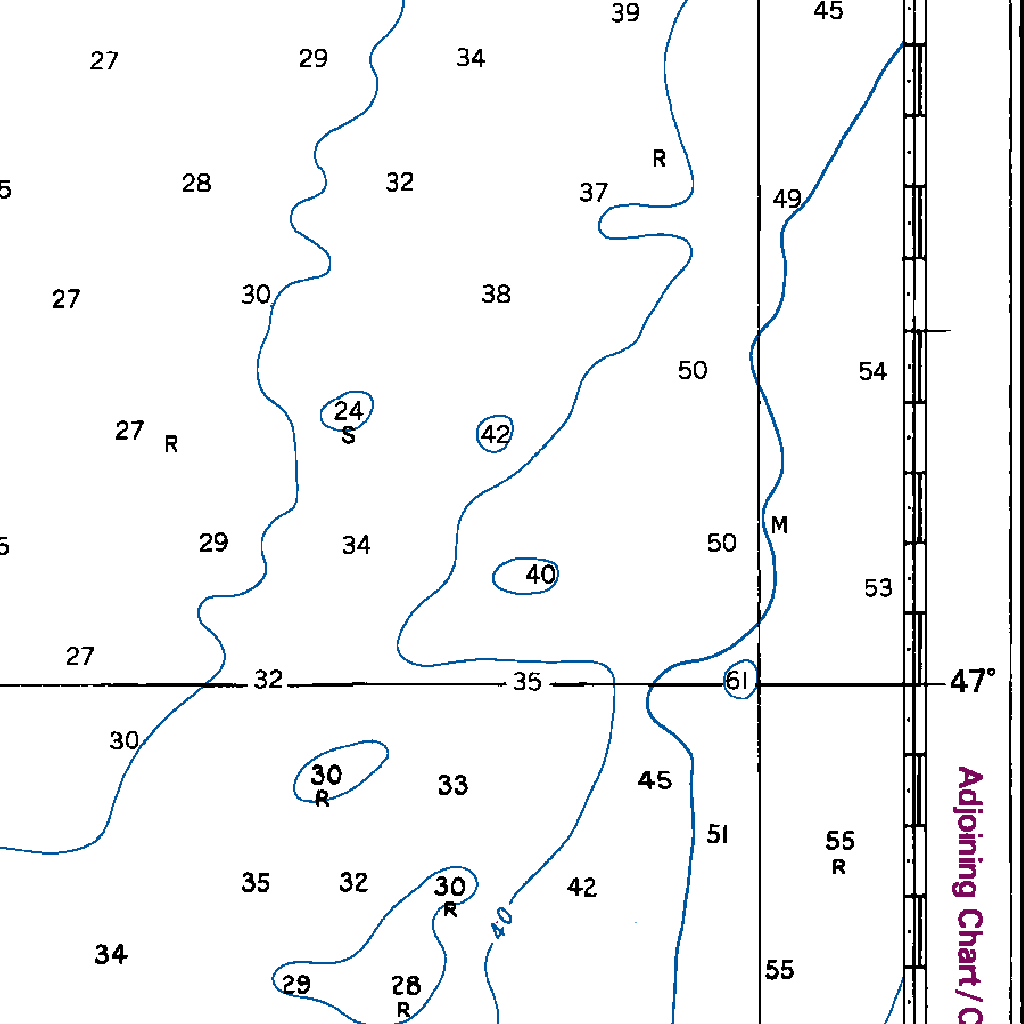 39 45
27 29 34
R
5 28 32 37 49
27 30 38
50 54
24
27 R S 42
M
5 29 34 50
40 53
27
32 35 61 47°
30
30 33 45
R
51 55
R
35 32 30 42
R
40
34
29 28 55
R
Adjoining Chart/C